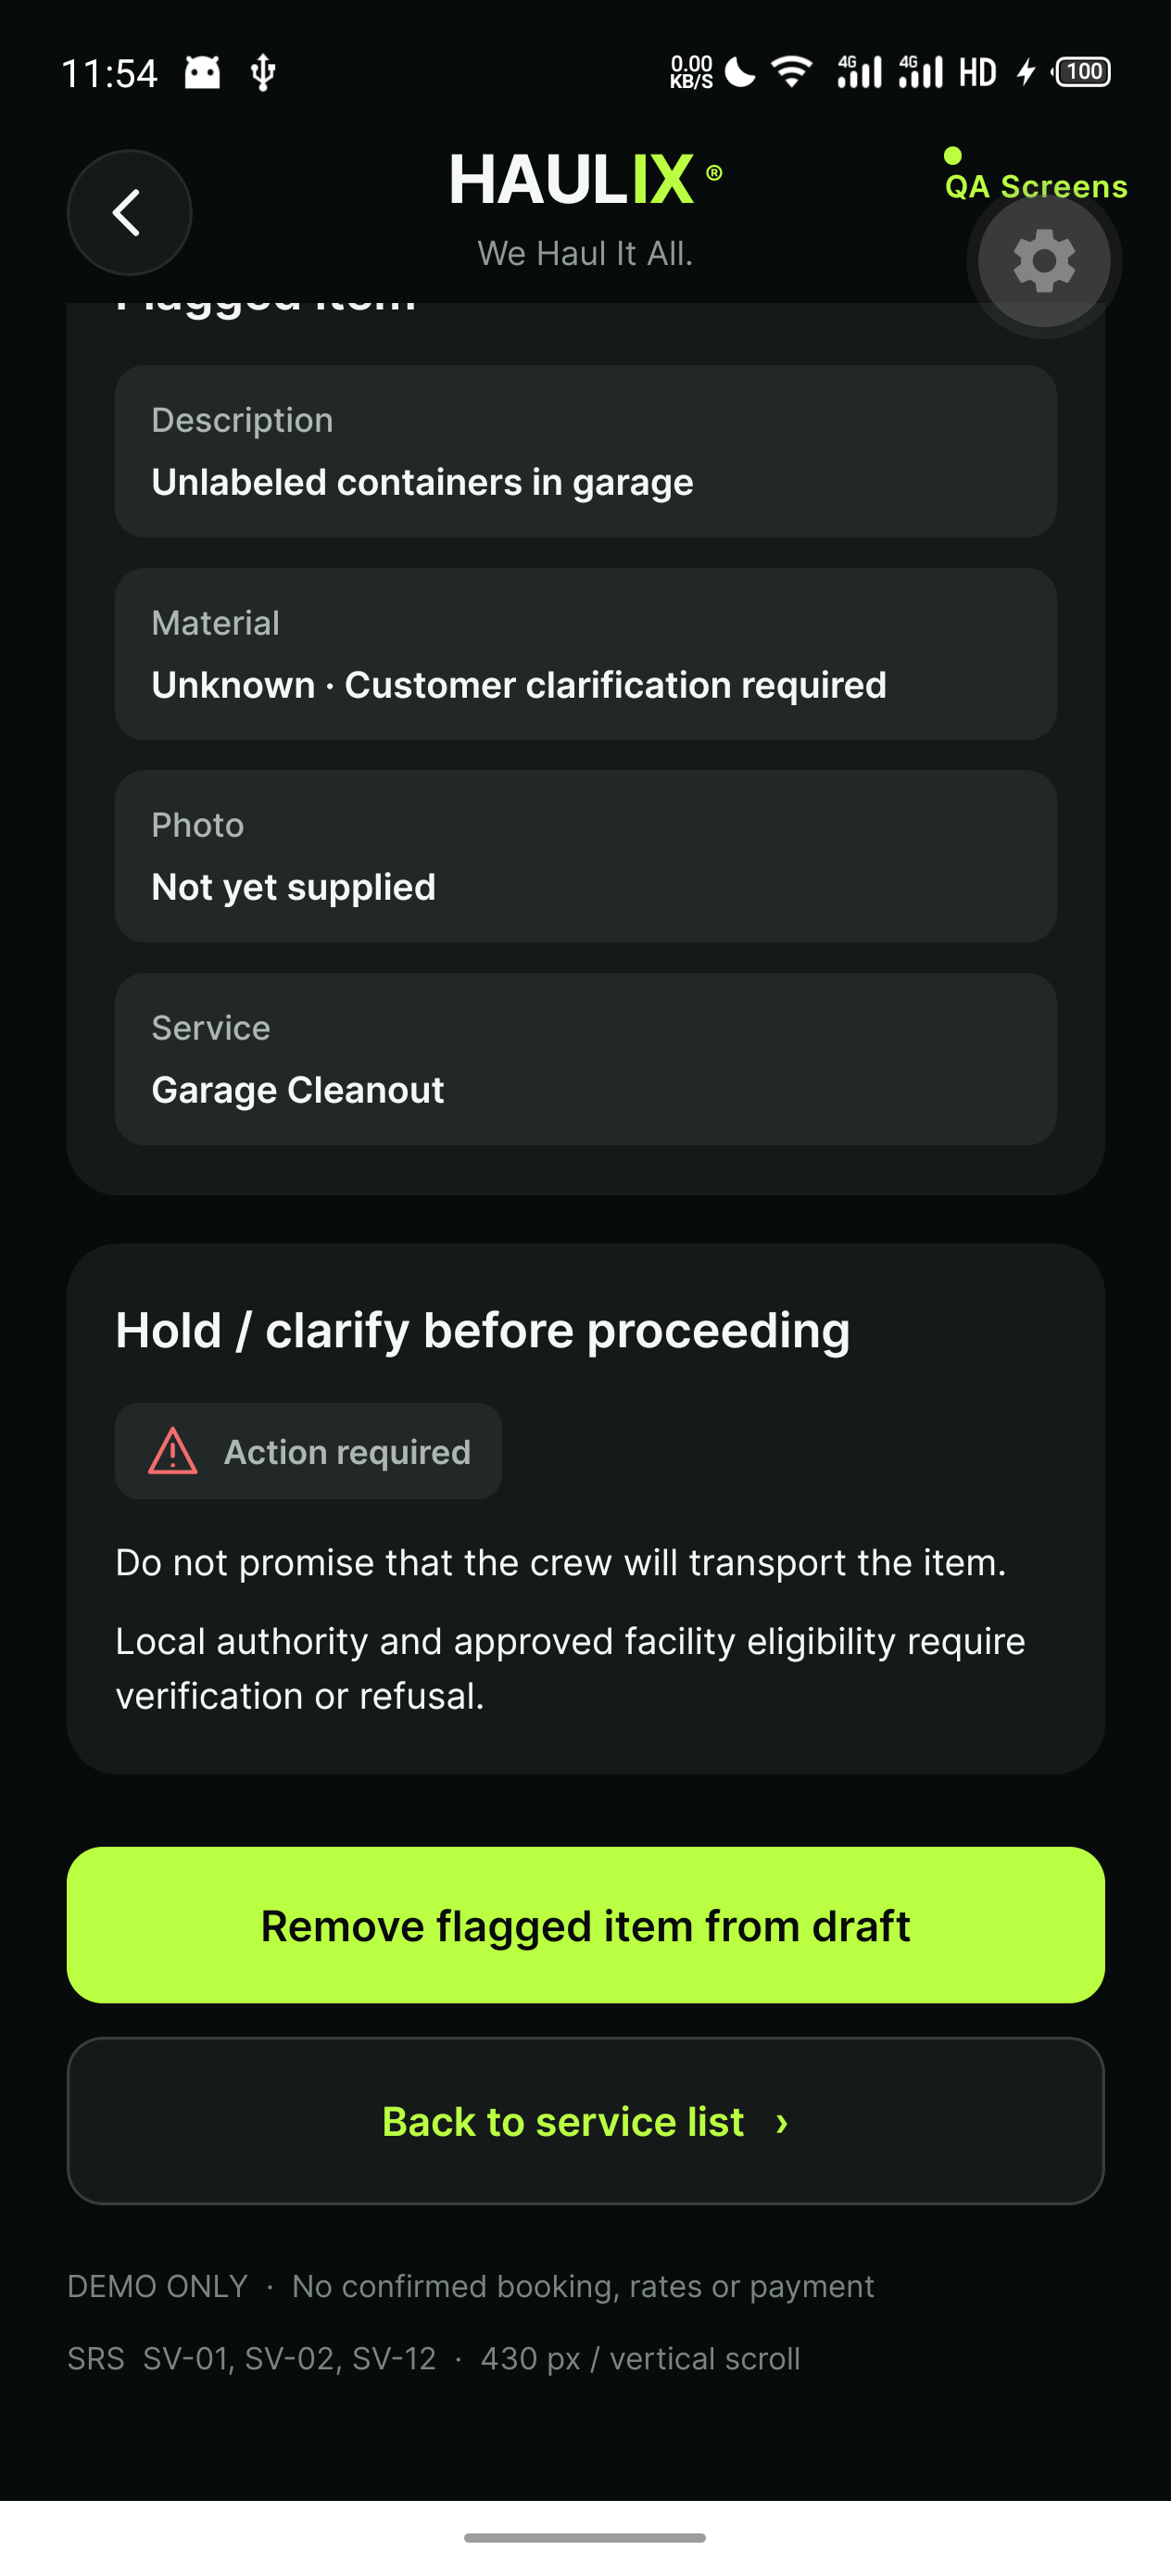 11:54
0.00
KB/S
4G
4G
HD
100
HAULIX®
QA Screens
We Haul It All.
Flagged item
Description
Unlabeled containers in garage
Material
Unknown · Customer clarification required
Photo
Not yet supplied
Service
Garage Cleanout
Hold / clarify before proceeding
Action required
Do not promise that the crew will transport the item.
Local authority and approved facility eligibility require
verification or refusal.
Remove flagged item from draft
Back to service list ›
DEMO ONLY · No confirmed booking, rates or payment
SRS SV-01, SV-02, SV-12 · 430 px / vertical scroll